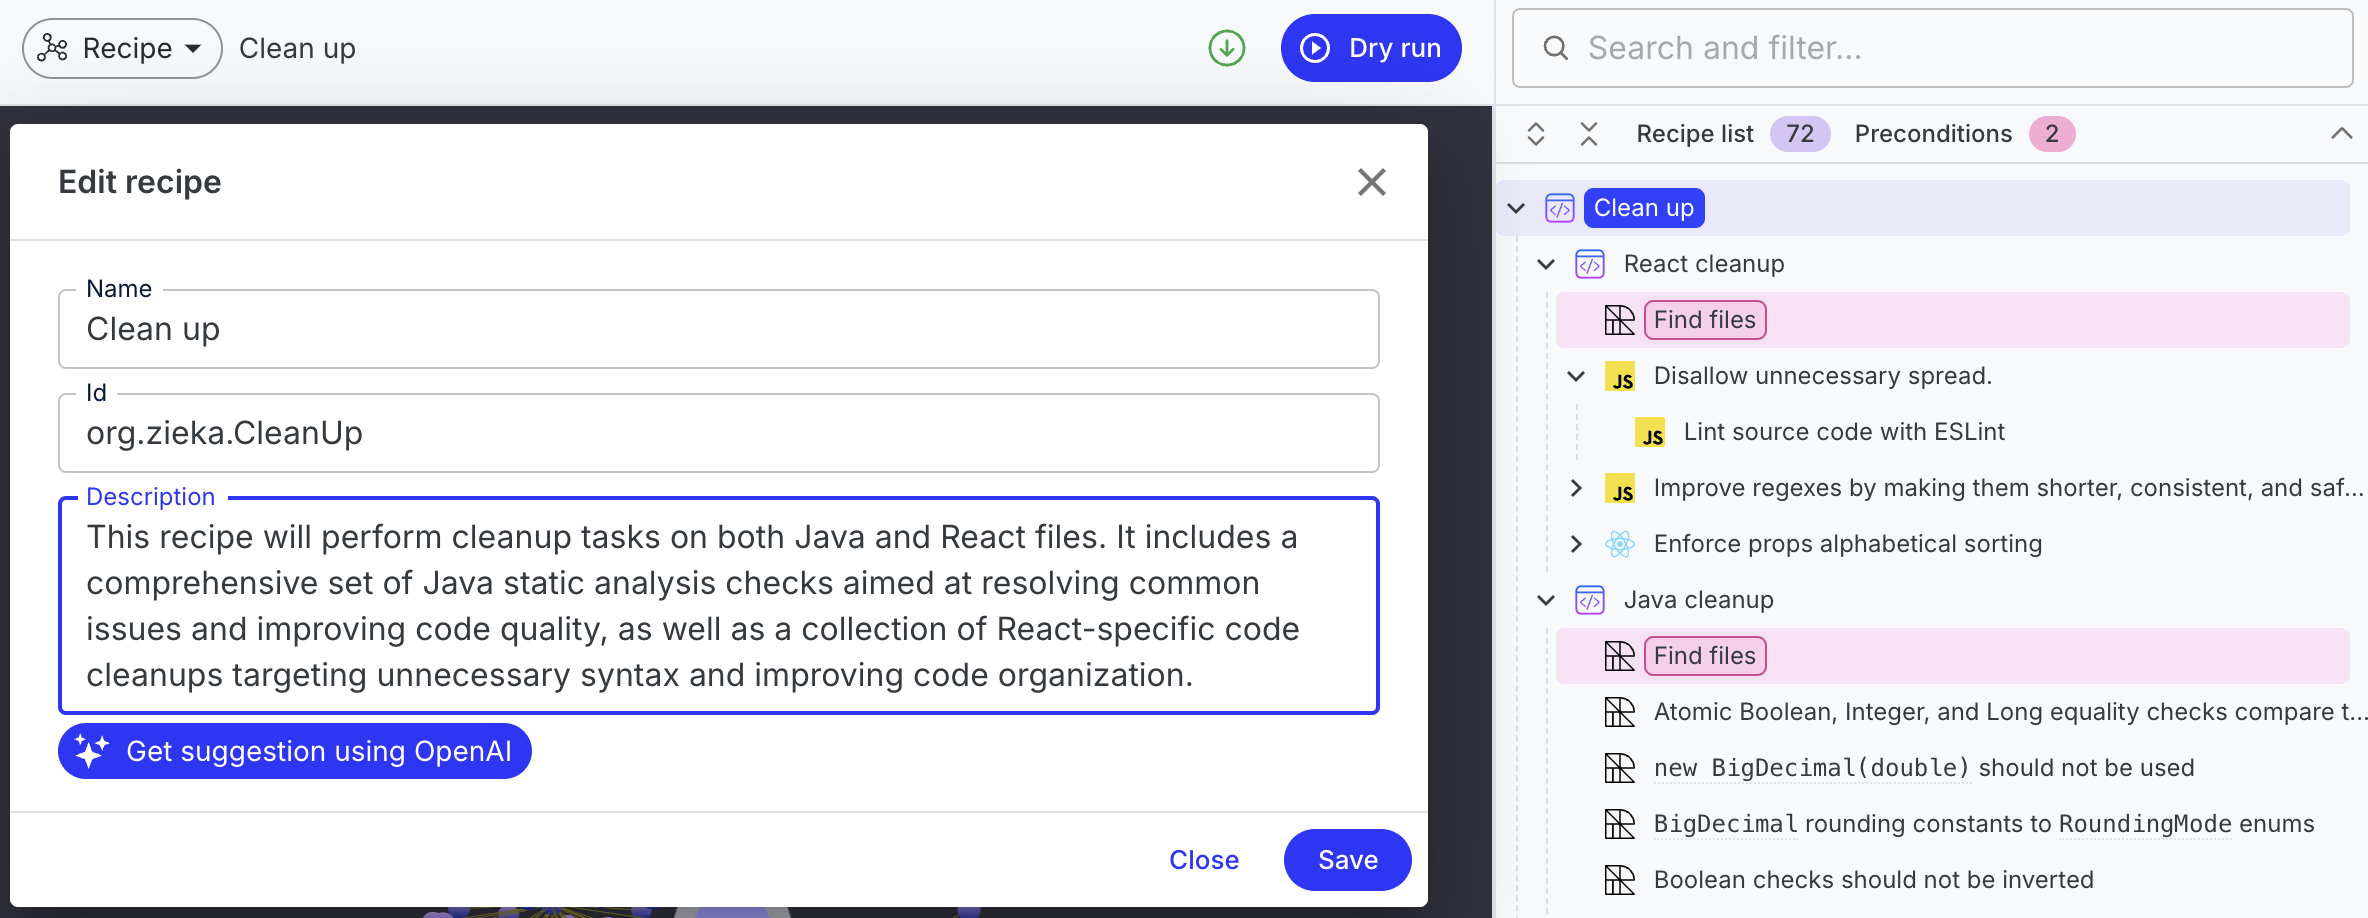 Recipe
Clean up
Dry run
Edit recipe
Name
Clean up
Id
org.zieka.CleanUp
Description
This recipe will perform cleanup tasks on both Java and React files. It includes a
comprehensive set of Java static analysis checks aimed at resolving common
issues and improving code quality, as well as a collection of React-specific code
cleanups targeting unnecessary syntax and improving code organization.
Get suggestion using OpenAI
Close
Save
Search and filter...
Recipe list 72 Preconditions 2
</> Clean up
</> React cleanup
Find files
JS Disallow unnecessary spread.
JS Lint source code with ESLint
JS Improve regexes by making them shorter, consistent, and saf...
Enforce props alphabetical sorting
</> Java cleanup
Find files
Atomic Boolean, Integer, and Long equality checks compare t...
new BigDecimal(double) should not be used
BigDecimal rounding constants to RoundingMode enums
Boolean checks should not be inverted